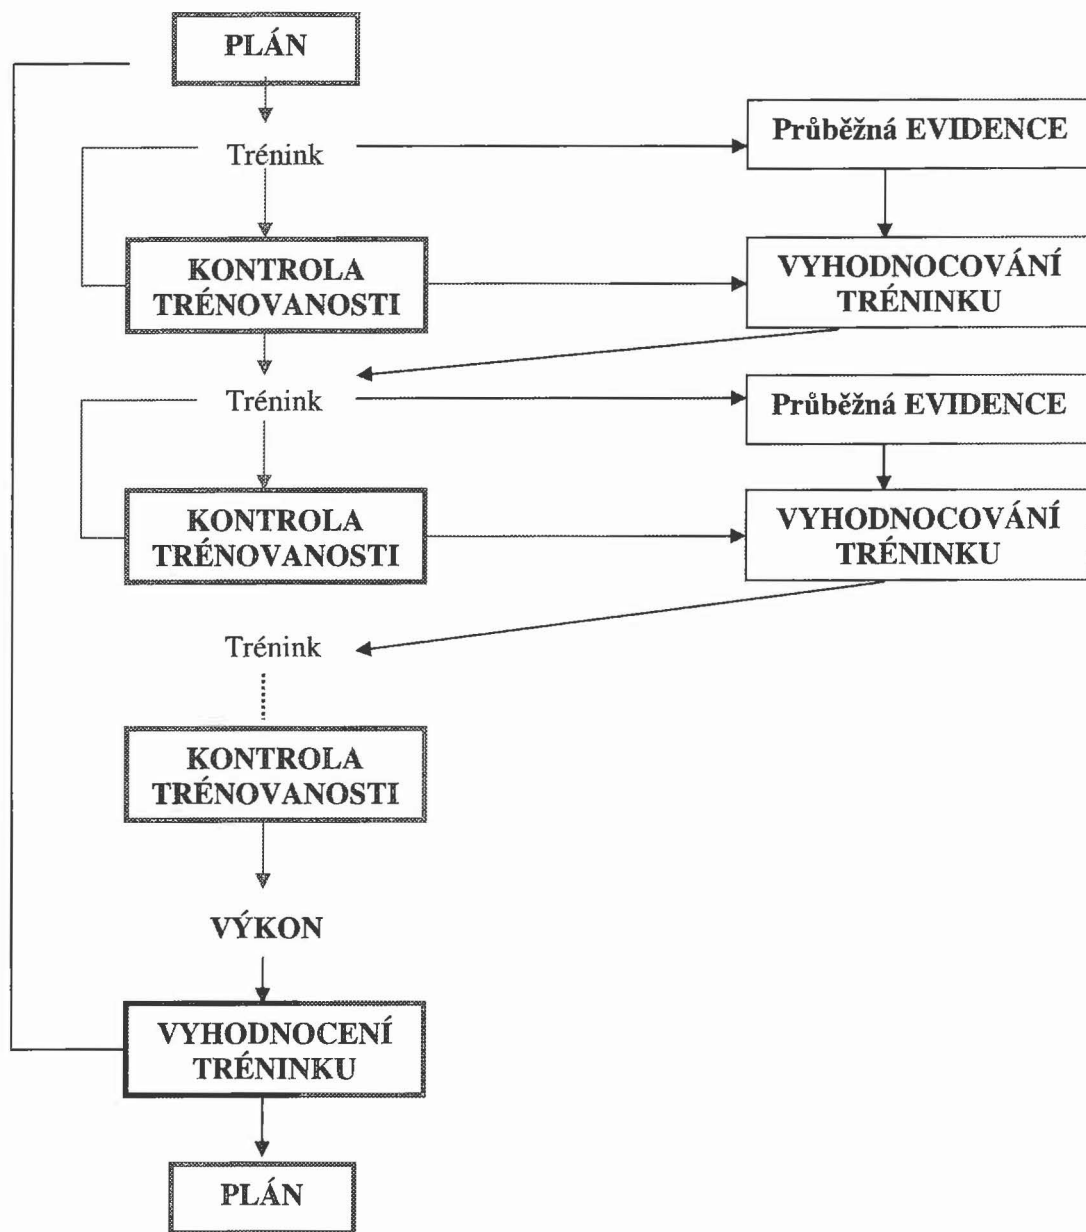 PLÁN
Trénink
Průběžná EVIDENCE
KONTROLA
TRÉNOVANOSTI
VYHODNOCOVÁNÍ
TRÉNINKU
Trénink
Průběžná EVIDENCE
KONTROLA
TRÉNOVANOSTI
VYHODNOCOVÁNÍ
TRÉNINKU
Trénink
KONTROLA
TRÉNOVANOSTI
VÝKON
VYHODNOCENÍ
TRÉNINKU
PLÁN